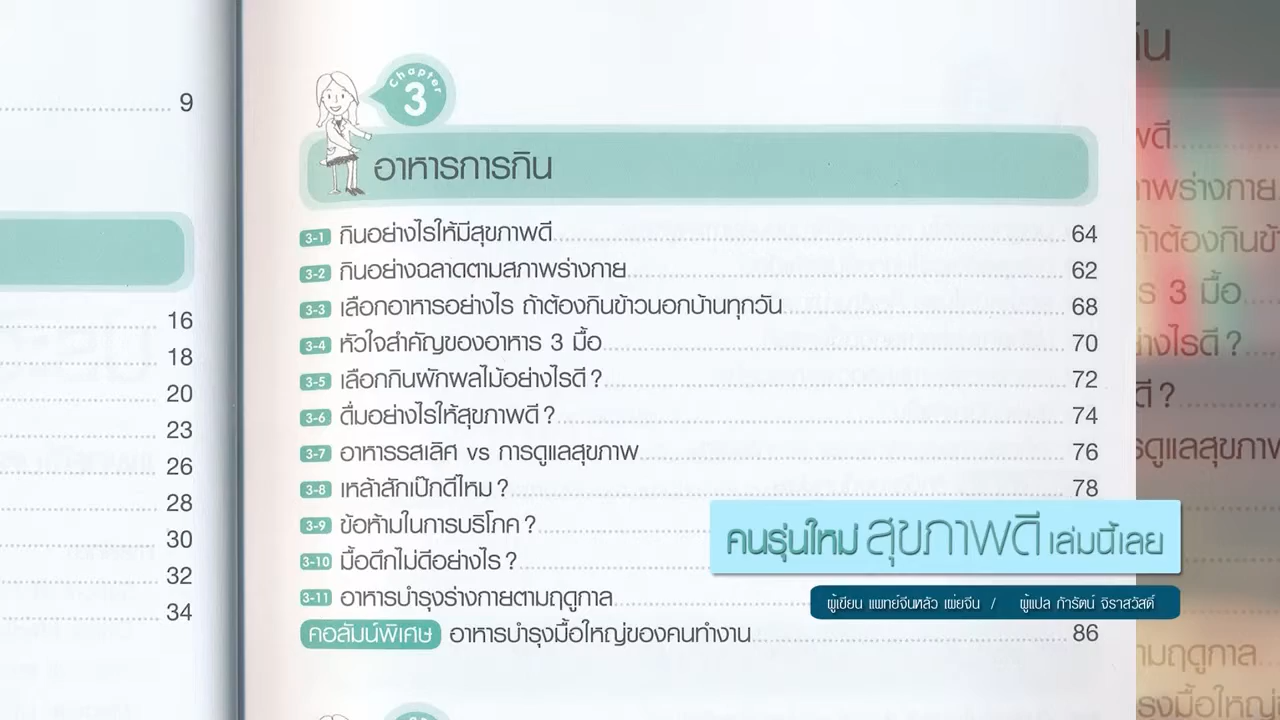 9
16
18
20
23
26
28
30
32
34
Chapter 3
อาหารการกิน
3-1 กินอย่างไรให้มีสุขภาพดี 64
3-2 กินอย่างฉลาดตามสภาพร่างกาย 62
3-3 เลือกอาหารอย่างไร ถ้าต้องกินข้าวนอกบ้านทุกวัน 68
3-4 หัวใจสำคัญของอาหาร 3 มื้อ 70
3-5 เลือกกินผักผลไม้อย่างไรดี? 72
3-6 ดื่มอย่างไรให้สุขภาพดี? 74
3-7 อาหารรสเลิศ vs การดูแลสุขภาพ 76
3-8 เหล้าสักเป๊กดีไหม? 78
3-9 ข้อห้ามในการบริโภค?
3-10 มื้อดึกไม่ดีอย่างไร?
3-11 อาหารบำรุงร่างกายตามฤดูกาล
คอลัมน์พิเศษ อาหารบำรุงมื้อใหญ่ของคนทำงาน 86
คนรุ่นใหม่ สุขภาพดี เล่มนี้เลย
ผู้เขียน แพทย์จีนหลัว เผ่ยจีน / ผู้แปล ภัารัตน์ จิราสวัสดิ์